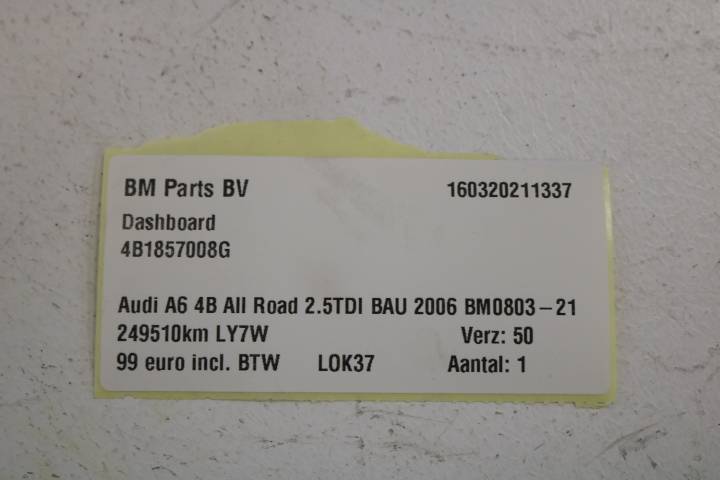 BM Parts BV 160320211337
Dashboard
4B1857008G
Audi A6 4B All Road 2.5TDI BAU 2006 BM0803-21
249510km LY7W Verz: 50
99 euro incl. BTW LOK37 Aantal: 1